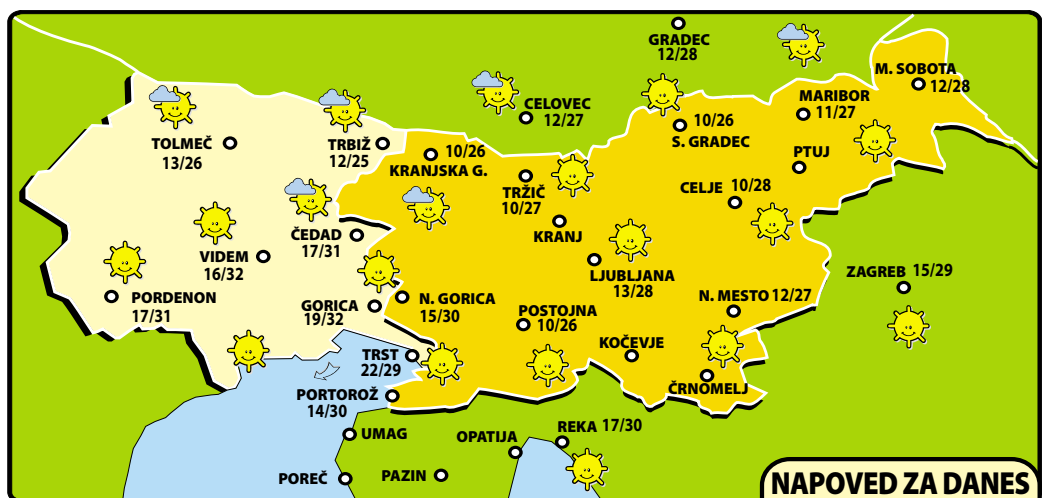 GRADEC
12/28
M. SOBOTA
12/28
MARIBOR
11/27
CELOVEC
12/27
10/26
S. GRADEC
TOLMEČ
13/26
TRBIŽ
12/25
10/26
KRANJSKA G.
PTUJ
TRŽIČ
10/27
CELJE 10/28
KRANJ
ČEDAD
17/31
VIDEM
16/32
LJUBLJANA
13/28
ZAGREB 15/29
PORDENON
17/31
GORICA
19/32
N. GORICA
15/30
POSTOJNA
10/26
N. MESTO 12/27
KOČEVJE
TRST
22/29
ČRNOMELJ
PORTOROŽ
14/30
UMAG
OPATIJA
REKA 17/30
POREČ
PAZIN
NAPOVED ZA DANES